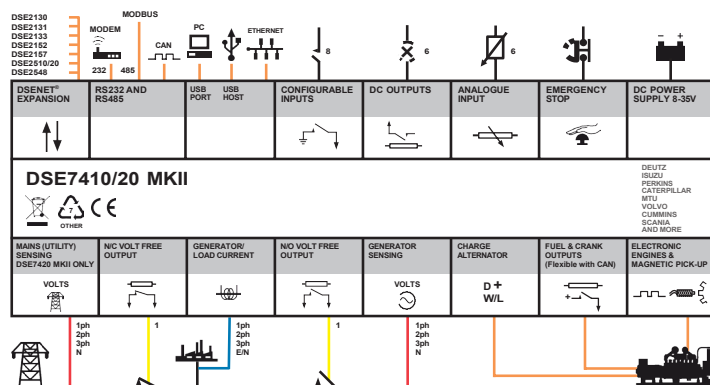 DSE2130
DSE2131
DSE2133
DSE2152
DSE2157
DSE2510/20
DSE2548
MODEM
232
MODBUS
485
CAN
PC
ETHERNET
8
6
6
- +
DSENET®
EXPANSION
RS232 AND
RS485
USB
PORT
USB
HOST
CONFIGURABLE
INPUTS
DC OUTPUTS
ANALOGUE
INPUT
EMERGENCY
STOP
DC POWER
SUPPLY 8-35V
DSE7410/20 MKII
7
OTHER
CE
DEUTZ
ISUZU
PERKINS
CATERPILLAR
MTU
VOLVO
CUMMINS
SCANIA
AND MORE
MAINS (UTILITY)
SENSING
DSE7420 MKII ONLY
N/C VOLT FREE
OUTPUT
GENERATOR/
LOAD CURRENT
N/O VOLT FREE
OUTPUT
GENERATOR
SENSING
CHARGE
ALTERNATOR
FUEL & CRANK
OUTPUTS
(Flexible with CAN)
ELECTRONIC
ENGINES &
MAGNETIC PICK-UP
VOLTS
VOLTS
D+
W/L
+
1ph
2ph
3ph
N
1
1ph
2ph
3ph
E/N
1
1ph
2ph
3ph
N